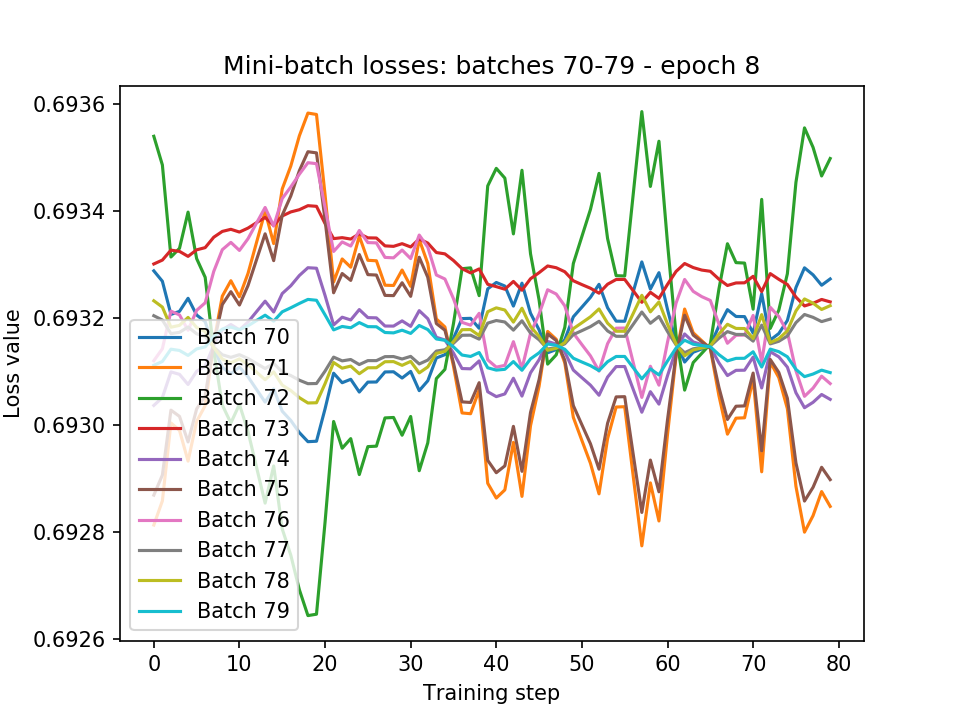 Mini-batch losses: batches 70-79 - epoch 8
0.6936
0.6934
0.6932
0.6930
0.6928
0.6926
Loss value
Batch 70
Batch 71
Batch 72
Batch 73
Batch 74
Batch 75
Batch 76
Batch 77
Batch 78
Batch 79
0 10 20 30 40 50 60 70 80
Training step